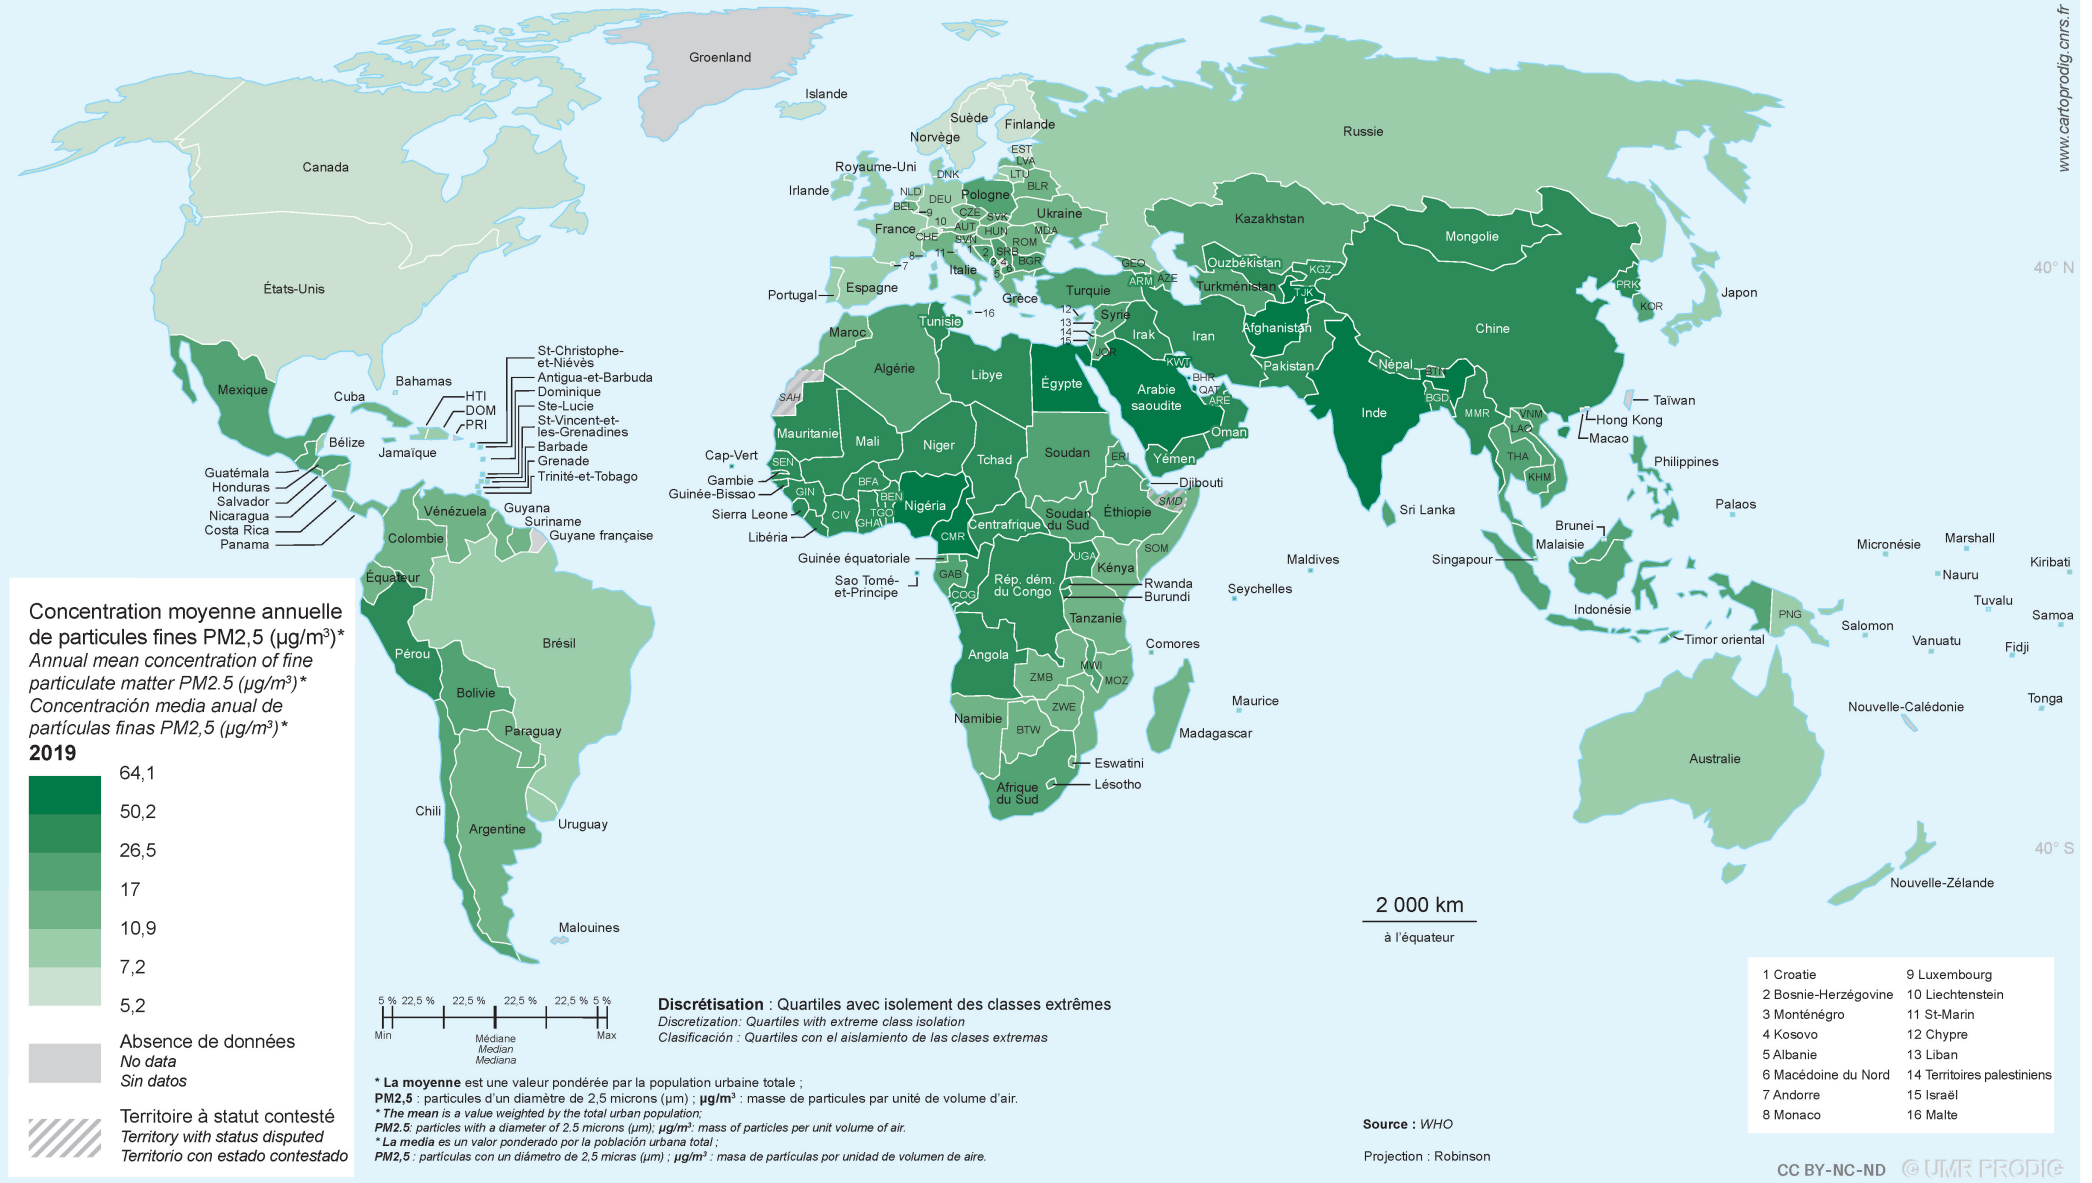 www.cartoprodig.cnrs.fr
Groenland
Islande
Suède
Finlande
Norvège
Russie
Canada
EST
LVA
Royaume-Uni
DNK
LTU
Irlande
NLD
Pologne
BLR
DEU
BEL
9
CZE
SVK
Ukraine
Kazakhstan
10
AUT
France
CHE
HUN
MDA
Mongolie
SVN
ROM
1
2
SRB
8
11
3
4
BGR
GEO
Ouzbékistan
KGZ
40° N
7
Italie
5
6
ARM
AZE
Turkménistan
TJK
PRK
États-Unis
Portugal
Espagne
Grèce
Turquie
KOR
Japon
16
12
Syrie
Tunisie
13
Maroc
14
Irak
Iran
Afghanistan
Chine
15
St-Christophe-
et-Niévès
JOR
KWT
Pakistan
Népal
BTN
Antigua-et-Barbuda
Algérie
Libye
Égypte
BHR
Bahamas
Mexique
Dominique
Arabie
saoudite
QAT
ARE
BGD
Cuba
HTI
SAH
Taïwan
DOM
Ste-Lucie
Inde
MMR
VNM
Hong Kong
PRI
St-Vincent-et-
les-Grenadines
Mauritanie
Mali
Niger
Oman
LAO
Macao
Bélize
Barbade
Soudan
Jamaïque
Grenade
Cap-Vert
SEN
Tchad
ERI
Yémen
THA
Philippines
Guatémala
Trinité-et-Tobago
Gambie
BFA
KHM
Honduras
Guinée-Bissao
GIN
BEN
Djibouti
Salvador
Guyana
Nigéria
SMD
Sri Lanka
Palaos
Nicaragua
Vénézuela
Suriname
Sierra Leone
CIV
TGO
GHA
Soudan
du Sud
Éthiopie
Costa Rica
Guyane française
Libéria
Centrafrique
Brunei
Panama
Colombie
CMR
Malaisie
Micronésie
Marshall
Guinée équatoriale
UGA
SOM
Maldives
Singapour
Kiribati
Équateur
Sao Tomé-
et-Principe
GAB
Rép. dém.
du Congo
Kénya
Rwanda
Seychelles
Nauru
COG
Burundi
Indonésie
PNG
Tuvalu
Tanzanie
Samoa
Salomon
Brésil
Comores
Timor oriental
Vanuatu
Fidji
Pérou
Angola
MWI
ZMB
MOZ
Bolivie
Maurice
Tonga
ZWE
Nouvelle-Calédonie
Namibie
BTW
Paraguay
Madagascar
Eswatini
Australie
Afrique
du Sud
Lésotho
Chili
Argentine
Uruguay
40° S
Nouvelle-Zélande
Malouines
Concentration moyenne annuelle
de particules fines PM2,5 (µg/m³)*
Annual mean concentration of fine
particulate matter PM2.5 (µg/m³)*
Concentración media anual de
partículas finas PM2,5 (µg/m³)*
2019
64,1
50,2
26,5
17
10,9
7,2
5,2
Absence de données
No data
Sin datos
Territoire à statut contesté
Territory with status disputed
Territorio con estado contestado
2 000 km
à l'équateur
5 % 22,5 % 22,5 % 22,5 % 22,5 % 5 %
Min
Médiane
Median
Mediana
Max
Discrétisation : Quartiles avec isolement des classes extrêmes
Discretization: Quartiles with extreme class isolation
Clasificación : Quartiles con el aislamiento de las clases extremas
* La moyenne est une valeur pondérée par la population urbaine totale ;
PM2,5 : particules d'un diamètre de 2,5 microns (µm) ; µg/m³ : masse de particules par unité de volume d'air.
* The mean is a value weighted by the total urban population;
PM2.5: particles with a diameter of 2.5 microns (µm); µg/m³: mass of particles per unit volume of air.
* La media es un valor ponderado por la población urbana total ;
PM2,5 : partículas con un diámetro de 2,5 micras (µm) ; µg/m³ : masa de partículas por unidad de volumen de aire.
Source : WHO
Projection : Robinson
1 Croatie
2 Bosnie-Herzégovine
3 Monténégro
4 Kosovo
5 Albanie
6 Macédoine du Nord
7 Andorre
8 Monaco
9 Luxembourg
10 Liechtenstein
11 St-Marin
12 Chypre
13 Liban
14 Territoires palestiniens
15 Israël
16 Malte
CC BY-NC-ND © UMR PRODIG